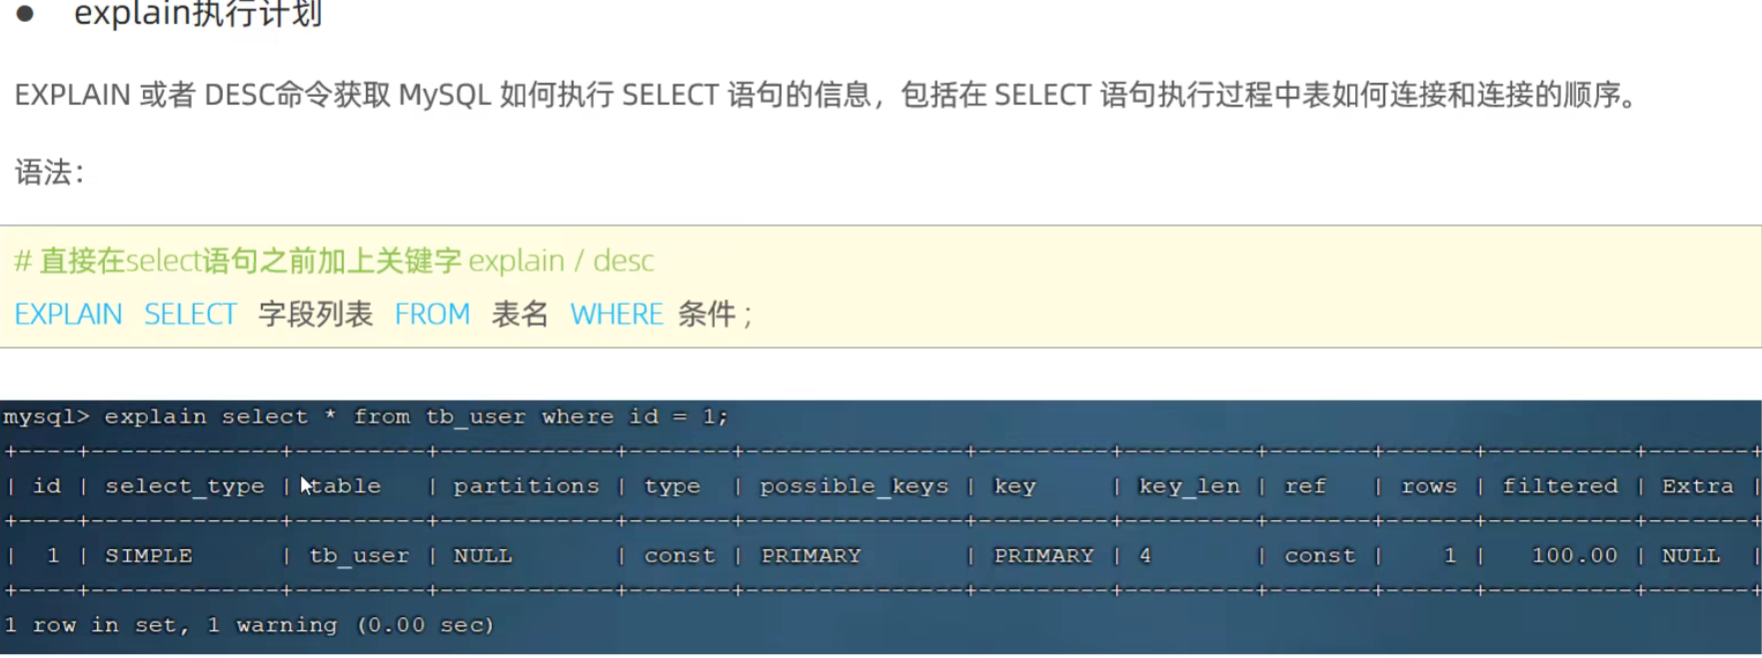 ● explain执行计划
EXPLAIN 或者 DESC命令获取 MySQL 如何执行 SELECT 语句的信息，包括在 SELECT 语句执行过程中表如何连接和连接的顺序。
语法：
# 直接在select语句之前加上关键字 explain / desc
EXPLAIN SELECT 字段列表 FROM 表名 WHERE 条件 ;
mysql> explain select * from tb_user where id = 1;
+----+-------------+---------+------------+-------+---------------+---------+---------+-------+------+----------+-------+
| id | select_type | table | partitions | type | possible_keys | key | key_len | ref | rows | filtered | Extra |
+----+-------------+---------+------------+-------+---------------+---------+---------+-------+------+----------+-------+
| 1 | SIMPLE | tb_user | NULL | const | PRIMARY | PRIMARY | 4 | const | 1 | 100.00 | NULL |
+----+-------------+---------+------------+-------+---------------+---------+---------+-------+------+----------+-------+
1 row in set, 1 warning (0.00 sec)